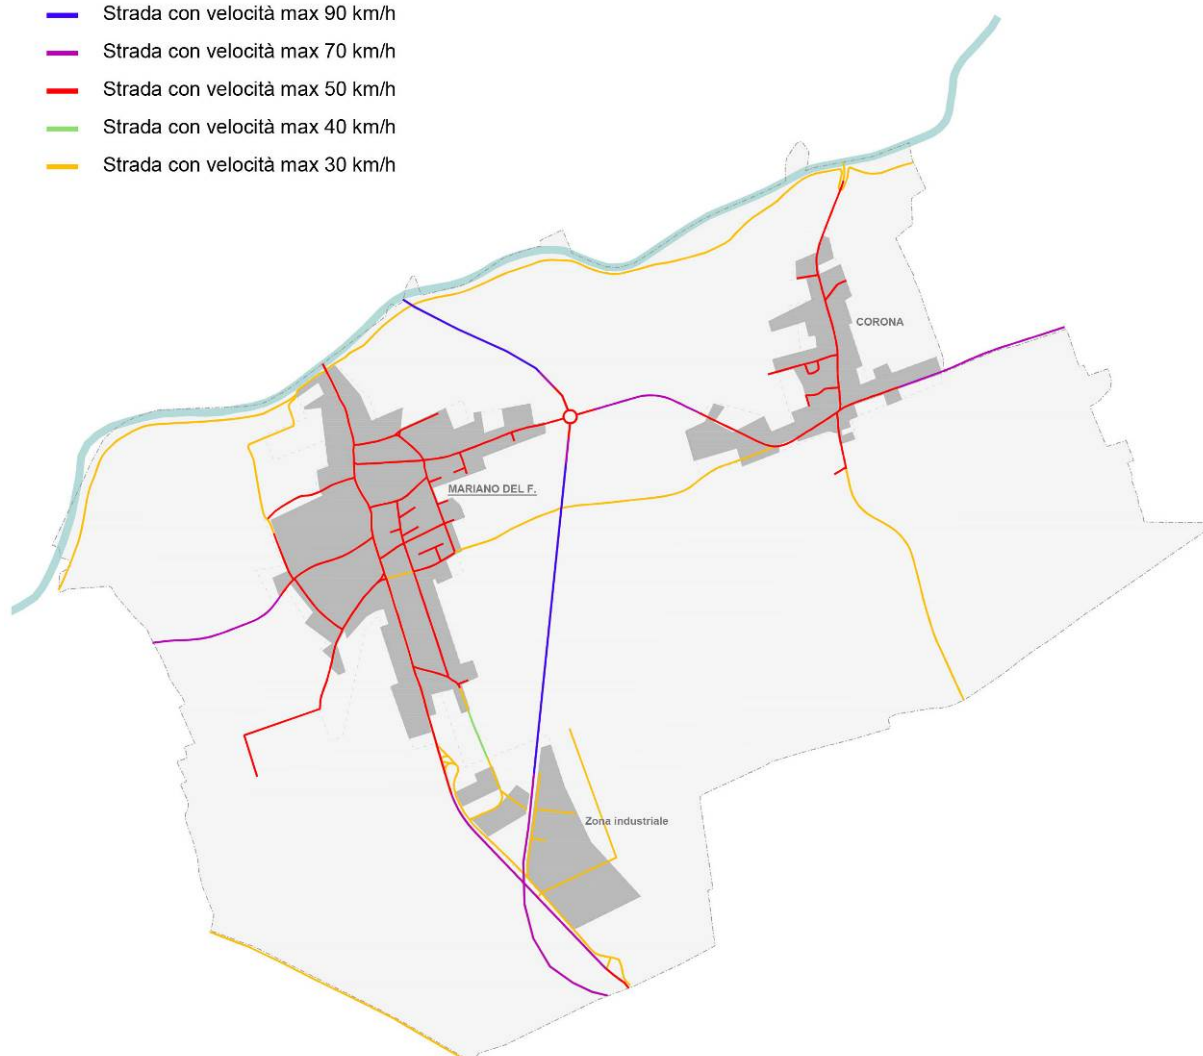 Strada con velocità max 90 km/h
Strada con velocità max 70 km/h
Strada con velocità max 50 km/h
Strada con velocità max 40 km/h
Strada con velocità max 30 km/h
CORONA
MARIANO DEL F.
Zona industriale